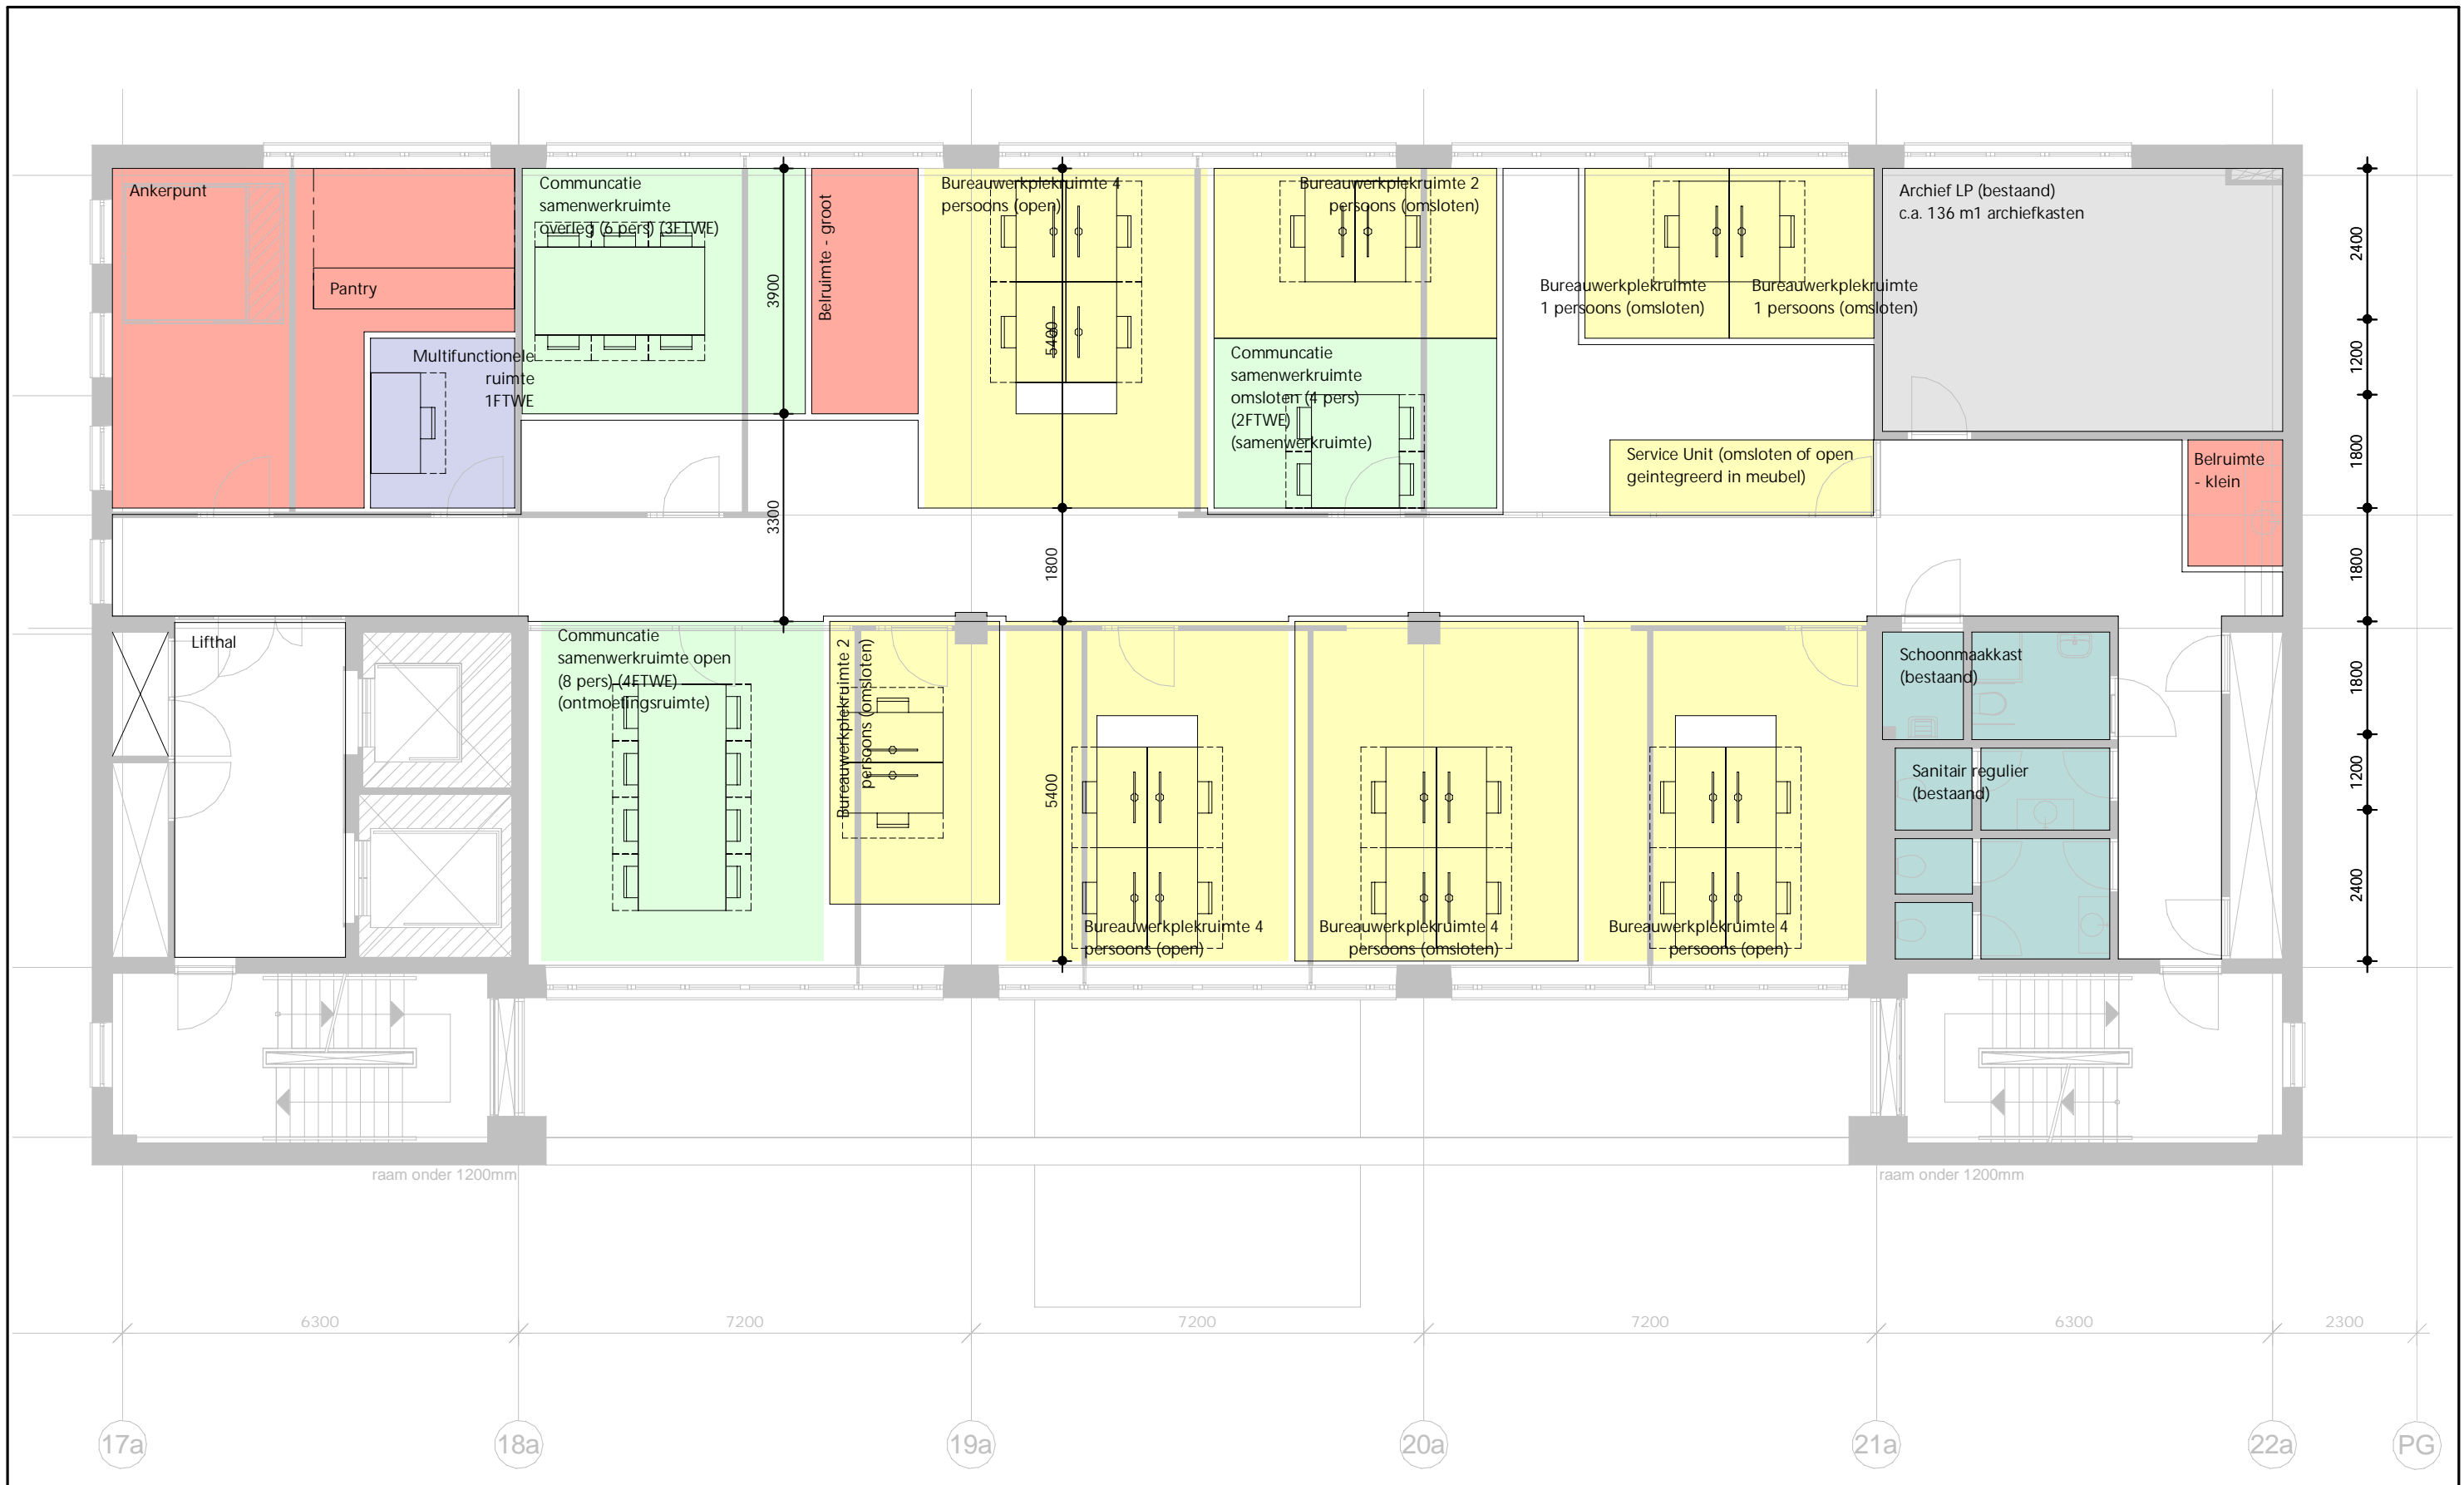 Ankerpunt
Pantry
Multifunctionele
ruimte
1FTWE
Communcatie
samenwerkruimte
overleg (6 pers) (3FTWE)
3900
3300
Belruimte - groot
Bureauwerkplekruimte 4
persoons (open)
5400
1800
5400
Bureauwerkplekruimte 2
persoons (omsloten)
Communcatie
samenwerkruimte
omsloten (4 pers)
(2FTWE)
(samenwerkruimte)
Bureauwerkplekruimte
1 persoons (omsloten)
Bureauwerkplekruimte
1 persoons (omsloten)
Service Unit (omsloten of open
geintegreerd in meubel)
Archief LP (bestaand)
c.a. 136 m1 archiefkasten
Belruimte
- klein
2400
1200
1800
1800
1800
1200
2400
Lifthal
Communcatie
samenwerkruimte open
(8 pers) (4FTWE)
(ontmoetingsruimte)
Bureauwerkplekruimte 2
persoons (omsloten)
Bureauwerkplekruimte 4
persoons (open)
Bureauwerkplekruimte 4
persoons (omsloten)
Bureauwerkplekruimte 4
persoons (open)
Schoonmaakkast
(bestaand)
Sanitair regulier
(bestaand)
raam onder 1200mm
raam onder 1200mm
6300
7200
7200
7200
6300
2300
17a
18a
19a
20a
21a
22a
PG